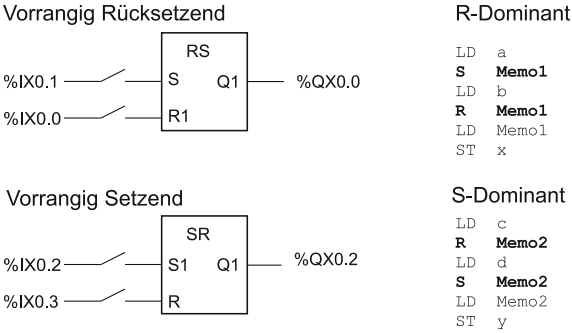 Vorrangig Rücksetzend
RS
%IX0.1 S Q1 %QX0.0
%IX0.0 R1
R-Dominant
LD a
S Memo1
LD b
R Memo1
LD Memo1
ST x
Vorrangig Setzend
SR
%IX0.2 S1 Q1 %QX0.2
%IX0.3 R
S-Dominant
LD c
R Memo2
LD d
S Memo2
LD Memo2
ST y